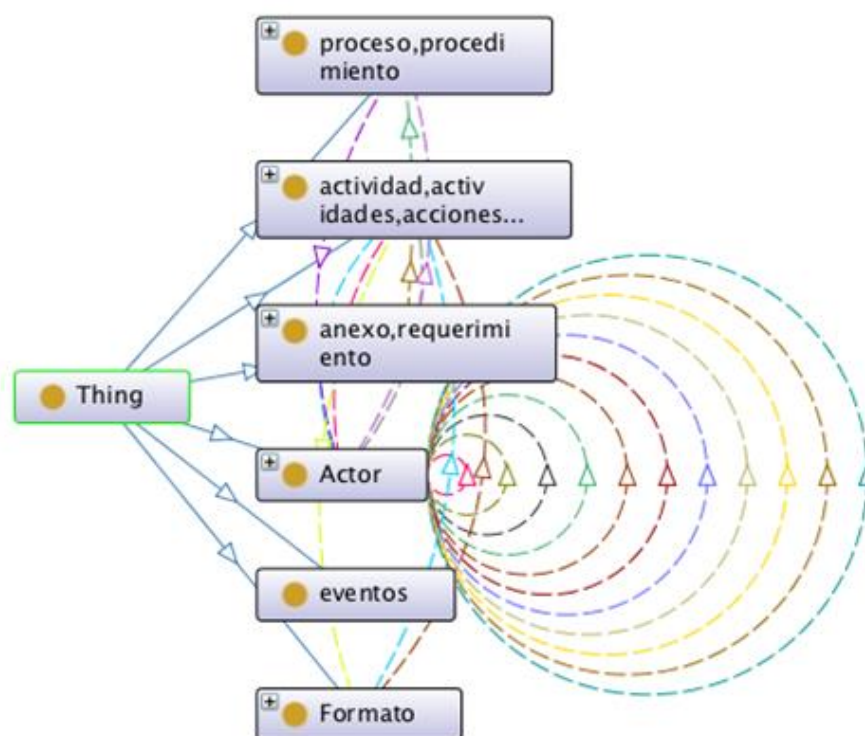 proceso,procedi
miento
actividad,activ
idades,acciones...
anexo,requerimi
ento
Thing
Actor
eventos
Formato